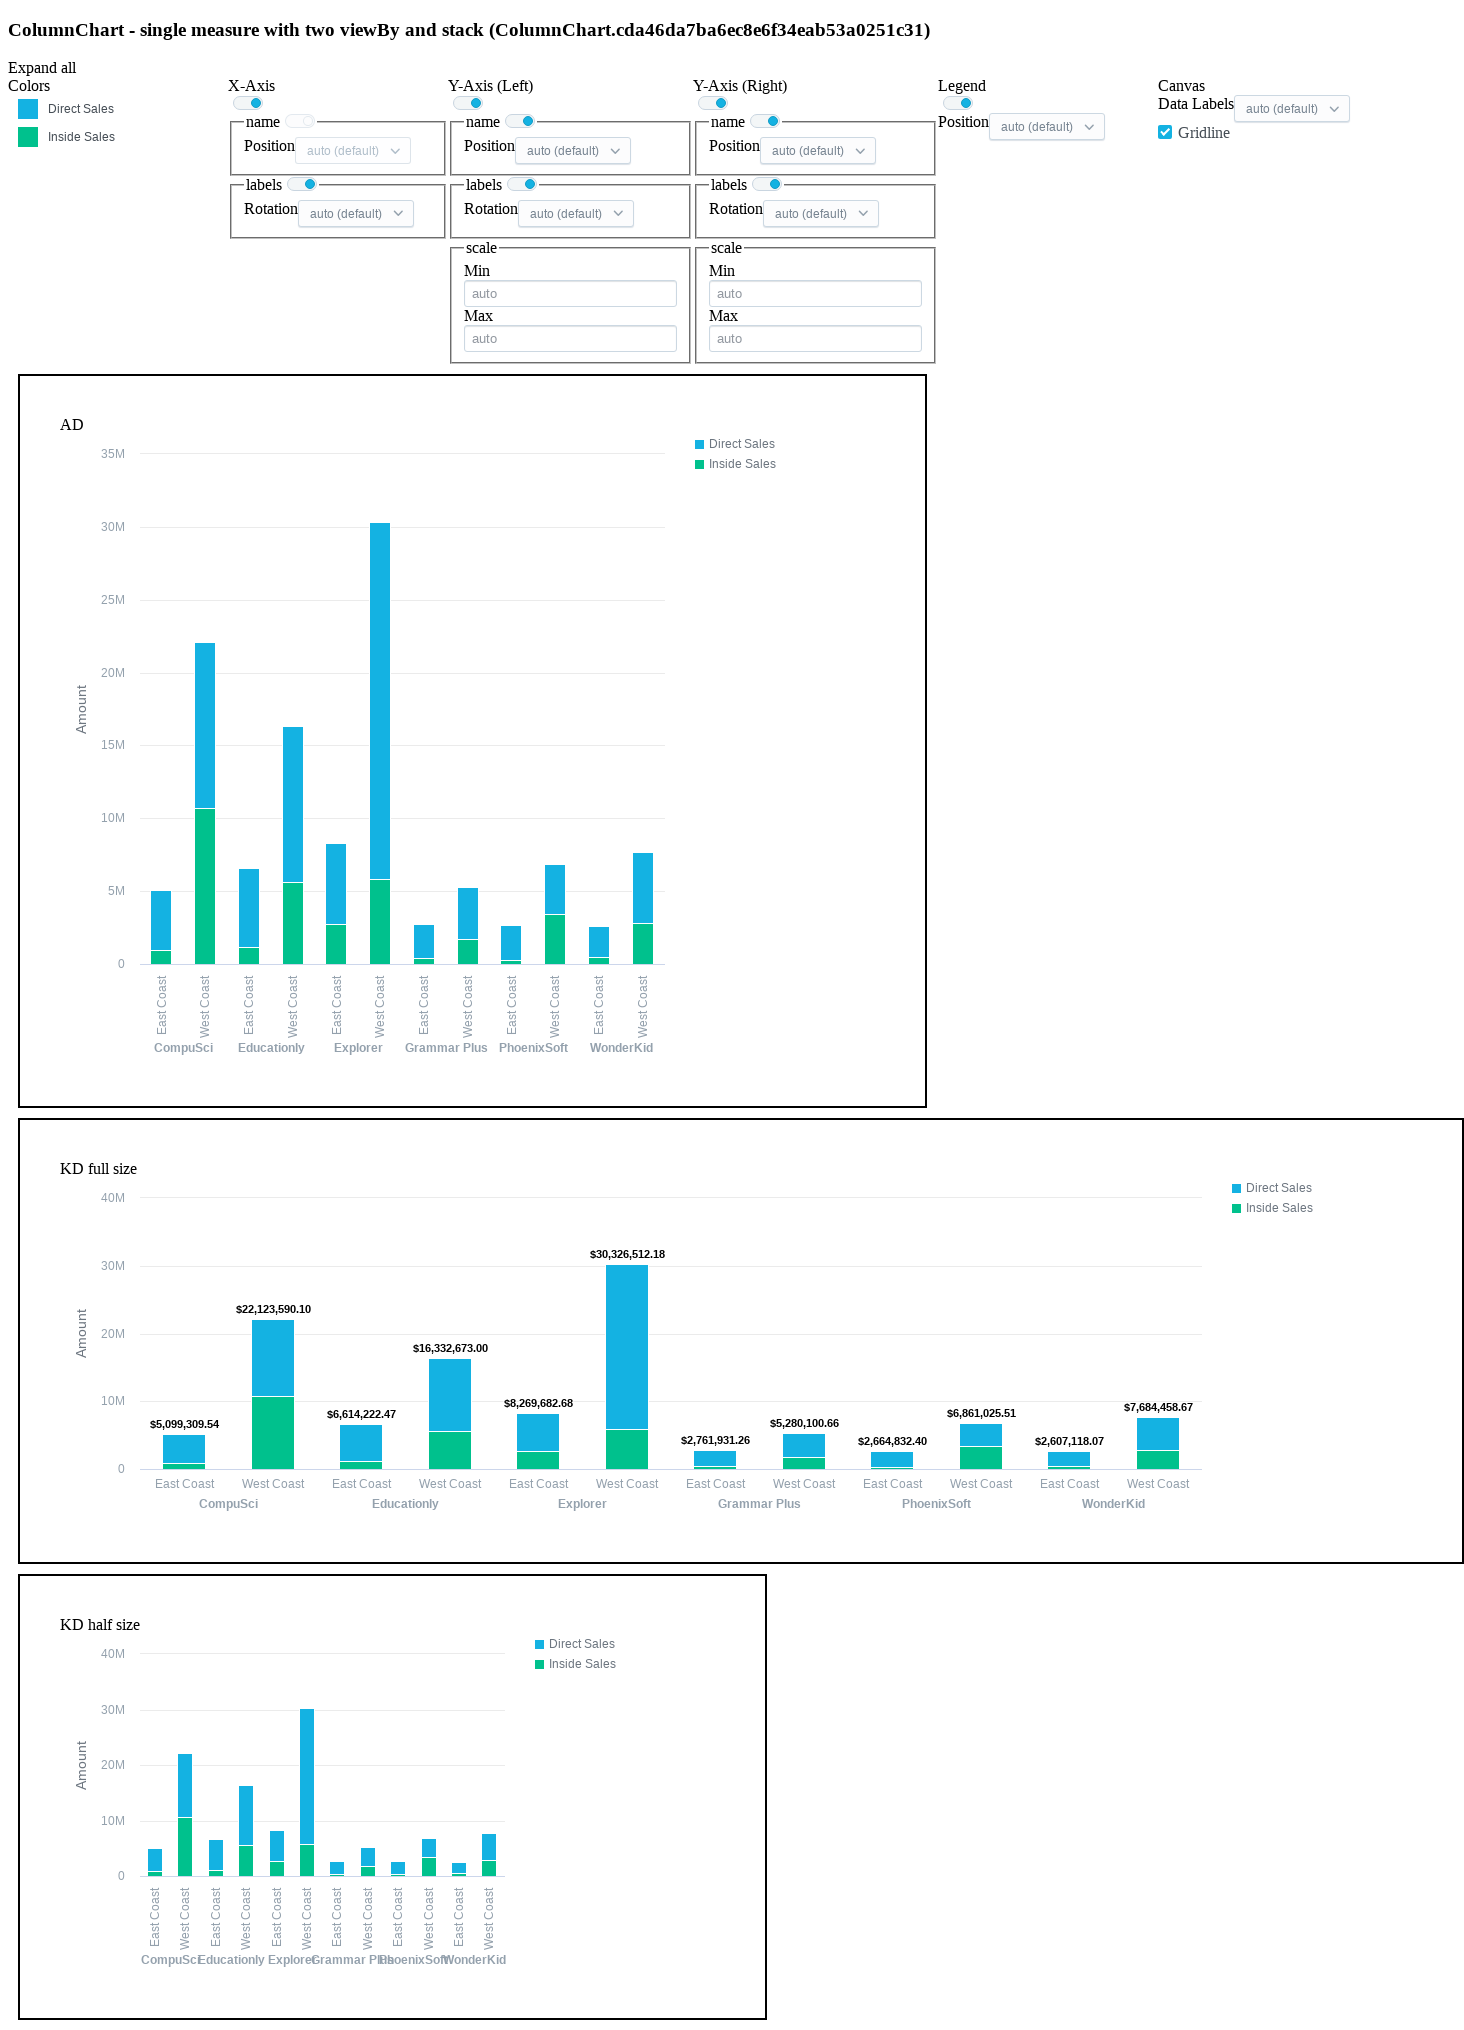 ColumnChart - single measure with two viewBy and stack (ColumnChart.cda46da7ba6ec8e6f34eab53a0251c31)
Expand all
Colors
Direct Sales
Inside Sales
X-Axis
name
Position auto (default)
labels
Rotation auto (default)
Y-Axis (Left)
name
Position auto (default)
labels
Rotation auto (default)
scale
Min
auto
Max
auto
Y-Axis (Right)
name
Position auto (default)
labels
Rotation auto (default)
scale
Min
auto
Max
auto
Legend
Position auto (default)
Canvas
Data Labels auto (default)
Gridline
AD
Direct Sales
Inside Sales
Amount
35M
30M
25M
20M
15M
10M
5M
0
East Coast West Coast East Coast West Coast East Coast West Coast East Coast West Coast East Coast West Coast East Coast West Coast
CompuSci Educationly Explorer Grammar Plus PhoenixSoft WonderKid
KD full size
Direct Sales
Inside Sales
Amount
40M
30M
20M
10M
0
$5,099,309.54
$22,123,590.10
$6,614,222.47
$16,332,673.00
$8,269,682.68
$30,326,512.18
$2,761,931.26
$5,280,100.66
$2,664,832.40
$6,861,025.51
$2,607,118.07
$7,684,458.67
East Coast West Coast East Coast West Coast East Coast West Coast East Coast West Coast East Coast West Coast East Coast West Coast
CompuSci Educationly Explorer Grammar Plus PhoenixSoft WonderKid
KD half size
Direct Sales
Inside Sales
Amount
40M
30M
20M
10M
0
East Coast West Coast East Coast West Coast East Coast West Coast East Coast West Coast East Coast West Coast East Coast West Coast
CompuSci Educationly Explorer Grammar Plus PhoenixSoft WonderKid